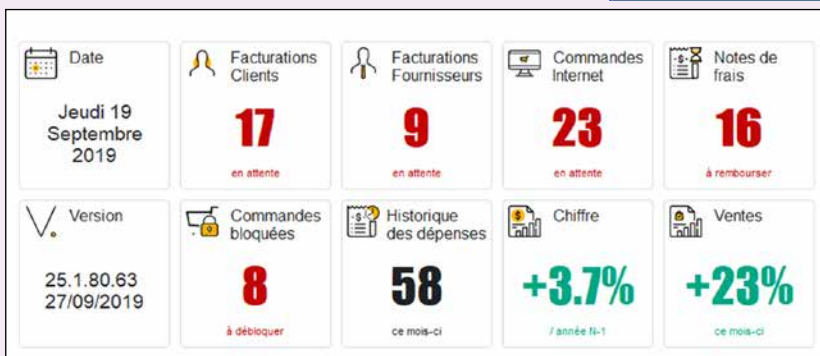 Date
Jeudi 19
Septembre
2019
Facturations
Clients
17
en attente
Facturations
Fournisseurs
9
en attente
Commandes
Internet
23
en attente
Notes de
frais
16
à rembourser
Version
25.1.80.63
27/09/2019
Commandes
bloquées
8
à débloquer
Historique
des dépenses
58
ce mois-ci
Chiffre
+3.7%
/ année N-1
Ventes
+23%
ce mois-ci